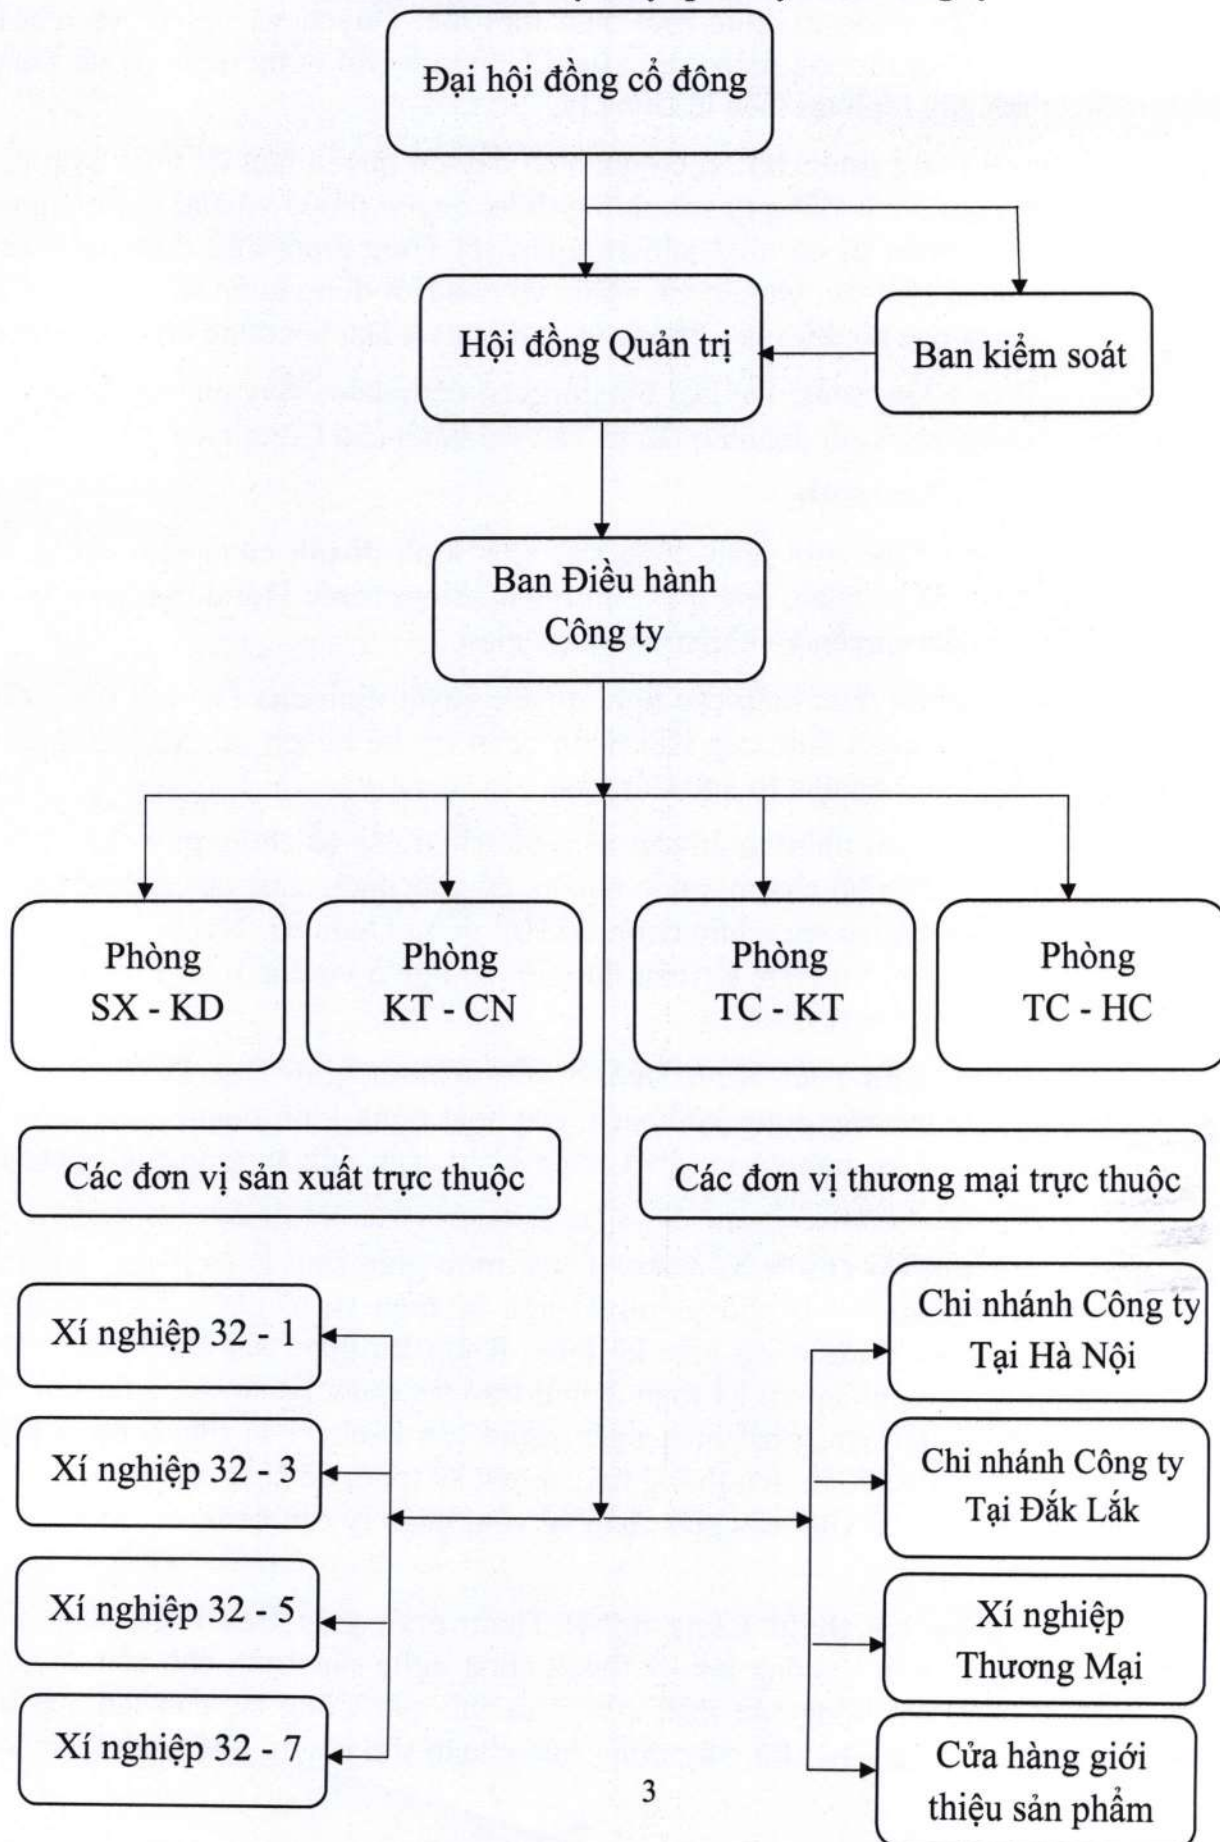 Đại hội đồng cổ đông
Hội đồng Quản trị
Ban kiểm soát
Ban Điều hành
Công ty
Phòng
SX - KD
Phòng
KT - CN
Phòng
TC - KT
Phòng
TC - HC
Các đơn vị sản xuất trực thuộc
Các đơn vị thương mại trực thuộc
Xí nghiệp 32 - 1
Xí nghiệp 32 - 3
Xí nghiệp 32 - 5
Xí nghiệp 32 - 7
Chi nhánh Công ty
Tại Hà Nội
Chi nhánh Công ty
Tại Đắk Lắk
Xí nghiệp
Thương Mại
Cửa hàng giới
thiệu sản phẩm
3